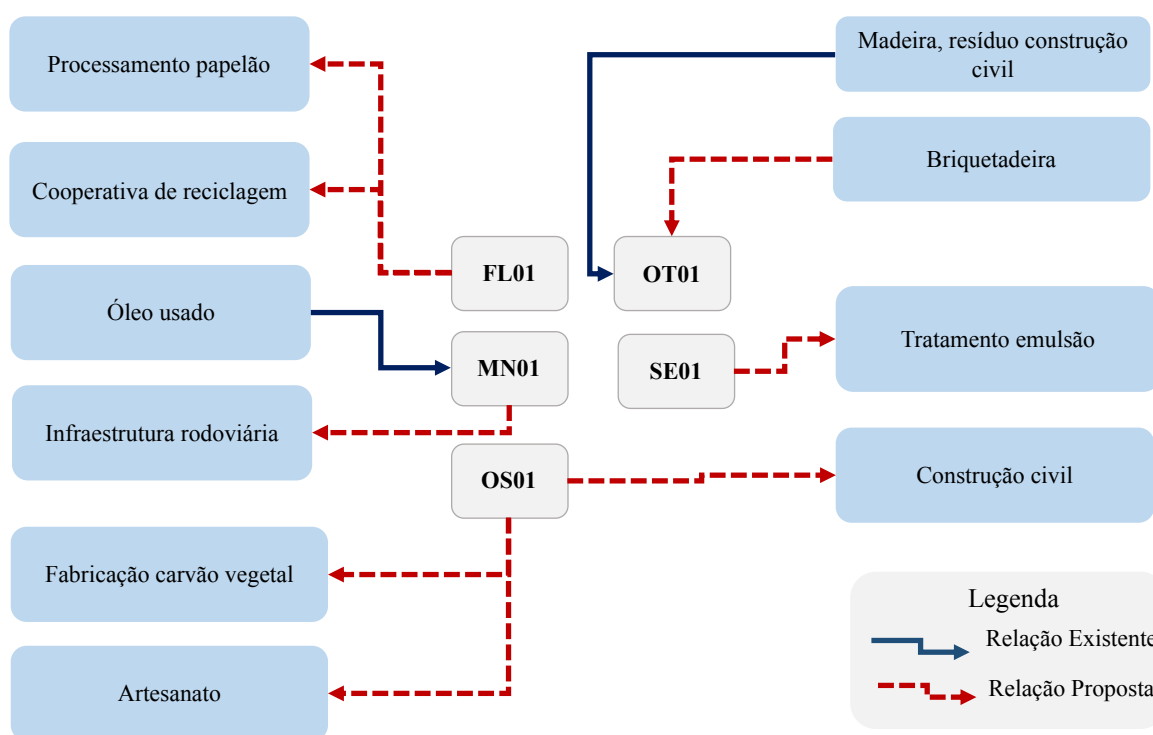 Processamento papelão
Cooperativa de reciclagem
Óleo usado
Infraestrutura rodoviária
Fabricação carvão vegetal
Artesanato
FL01
OT01
MN01
SE01
OS01
Madeira, resíduo construção
civil
Briquetadeira
Tratamento emulsão
Construção civil
Legenda
Relação Existente
Relação Proposta